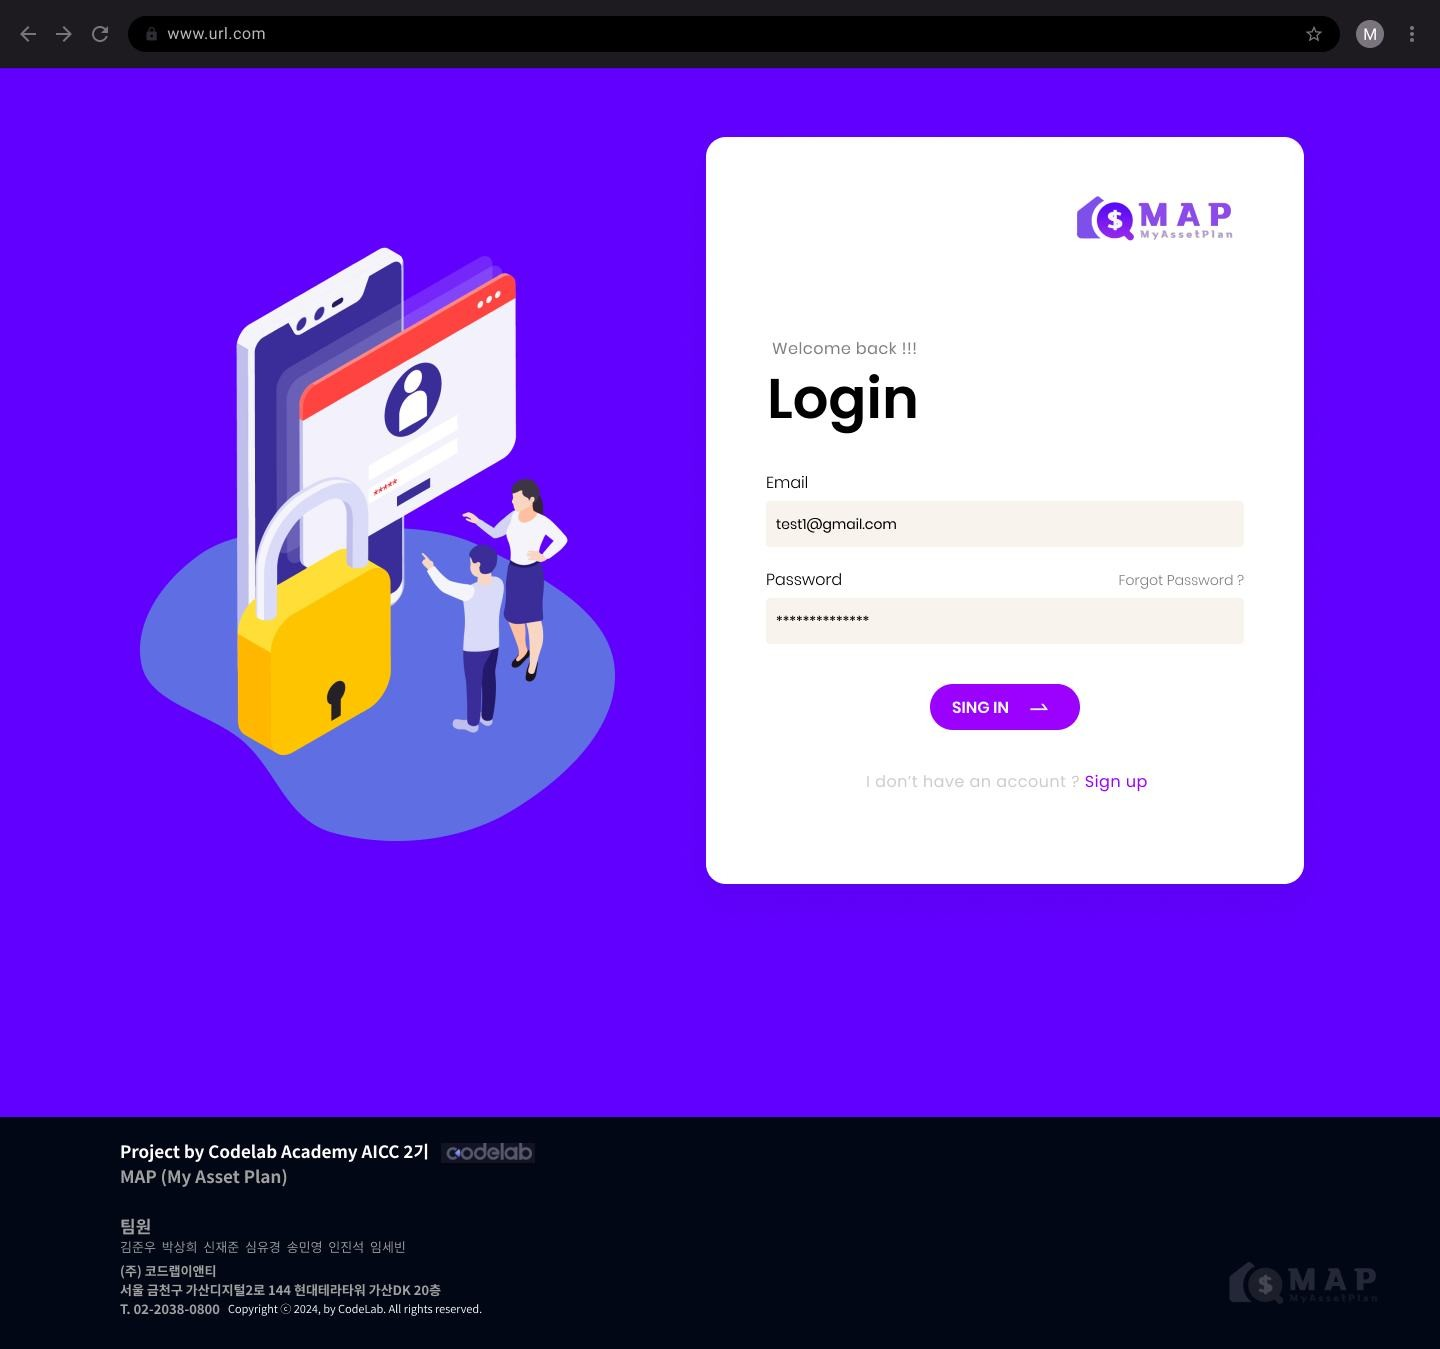 www.url.com
M
MAP
MyAssetPlan
Welcome back !!!
Login
Email
test1@gmail.com
Password
Forgot Password ?
**************
SING IN
I don’t have an account ? Sign up
*****
Project by Codelab Academy AICC 2기 codelab
MAP (My Asset Plan)
팀원
김준우 박상희 신재준 심유경 송민영 인진석 임세빈
(주) 코드랩이앤티
서울 금천구 가산디지털2로 144 현대테라타워 가산DK 20층
T. 02-2038-0800 Copyright ⓒ 2024, by CodeLab. All rights reserved.
MAP
MyAssetPlan